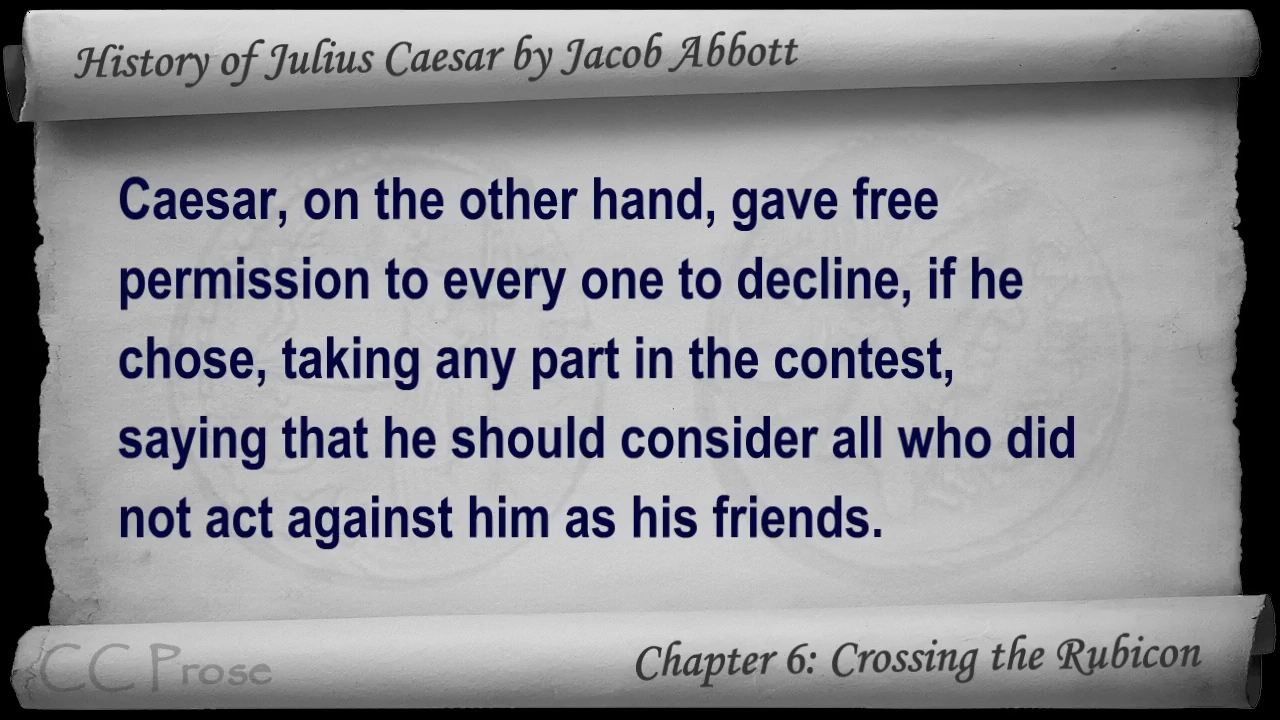 History of Julius Caesar by Jacob Abbott
Caesar, on the other hand, gave free
permission to every one to decline, if he
chose, taking any part in the contest,
saying that he should consider all who did
not act against him as his friends.
CC Prose
Chapter 6: Crossing the Rubicon